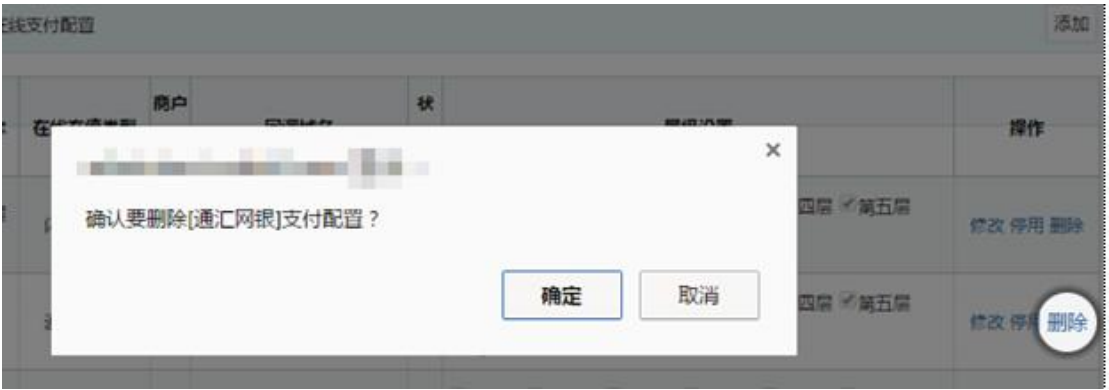 在线支付配置
添加
商户
状
操作
确认要删除[通汇网银]支付配置？
四层 第五层
修改 停用 删除
确定
取消
四层 第五层
修改 停用
删除